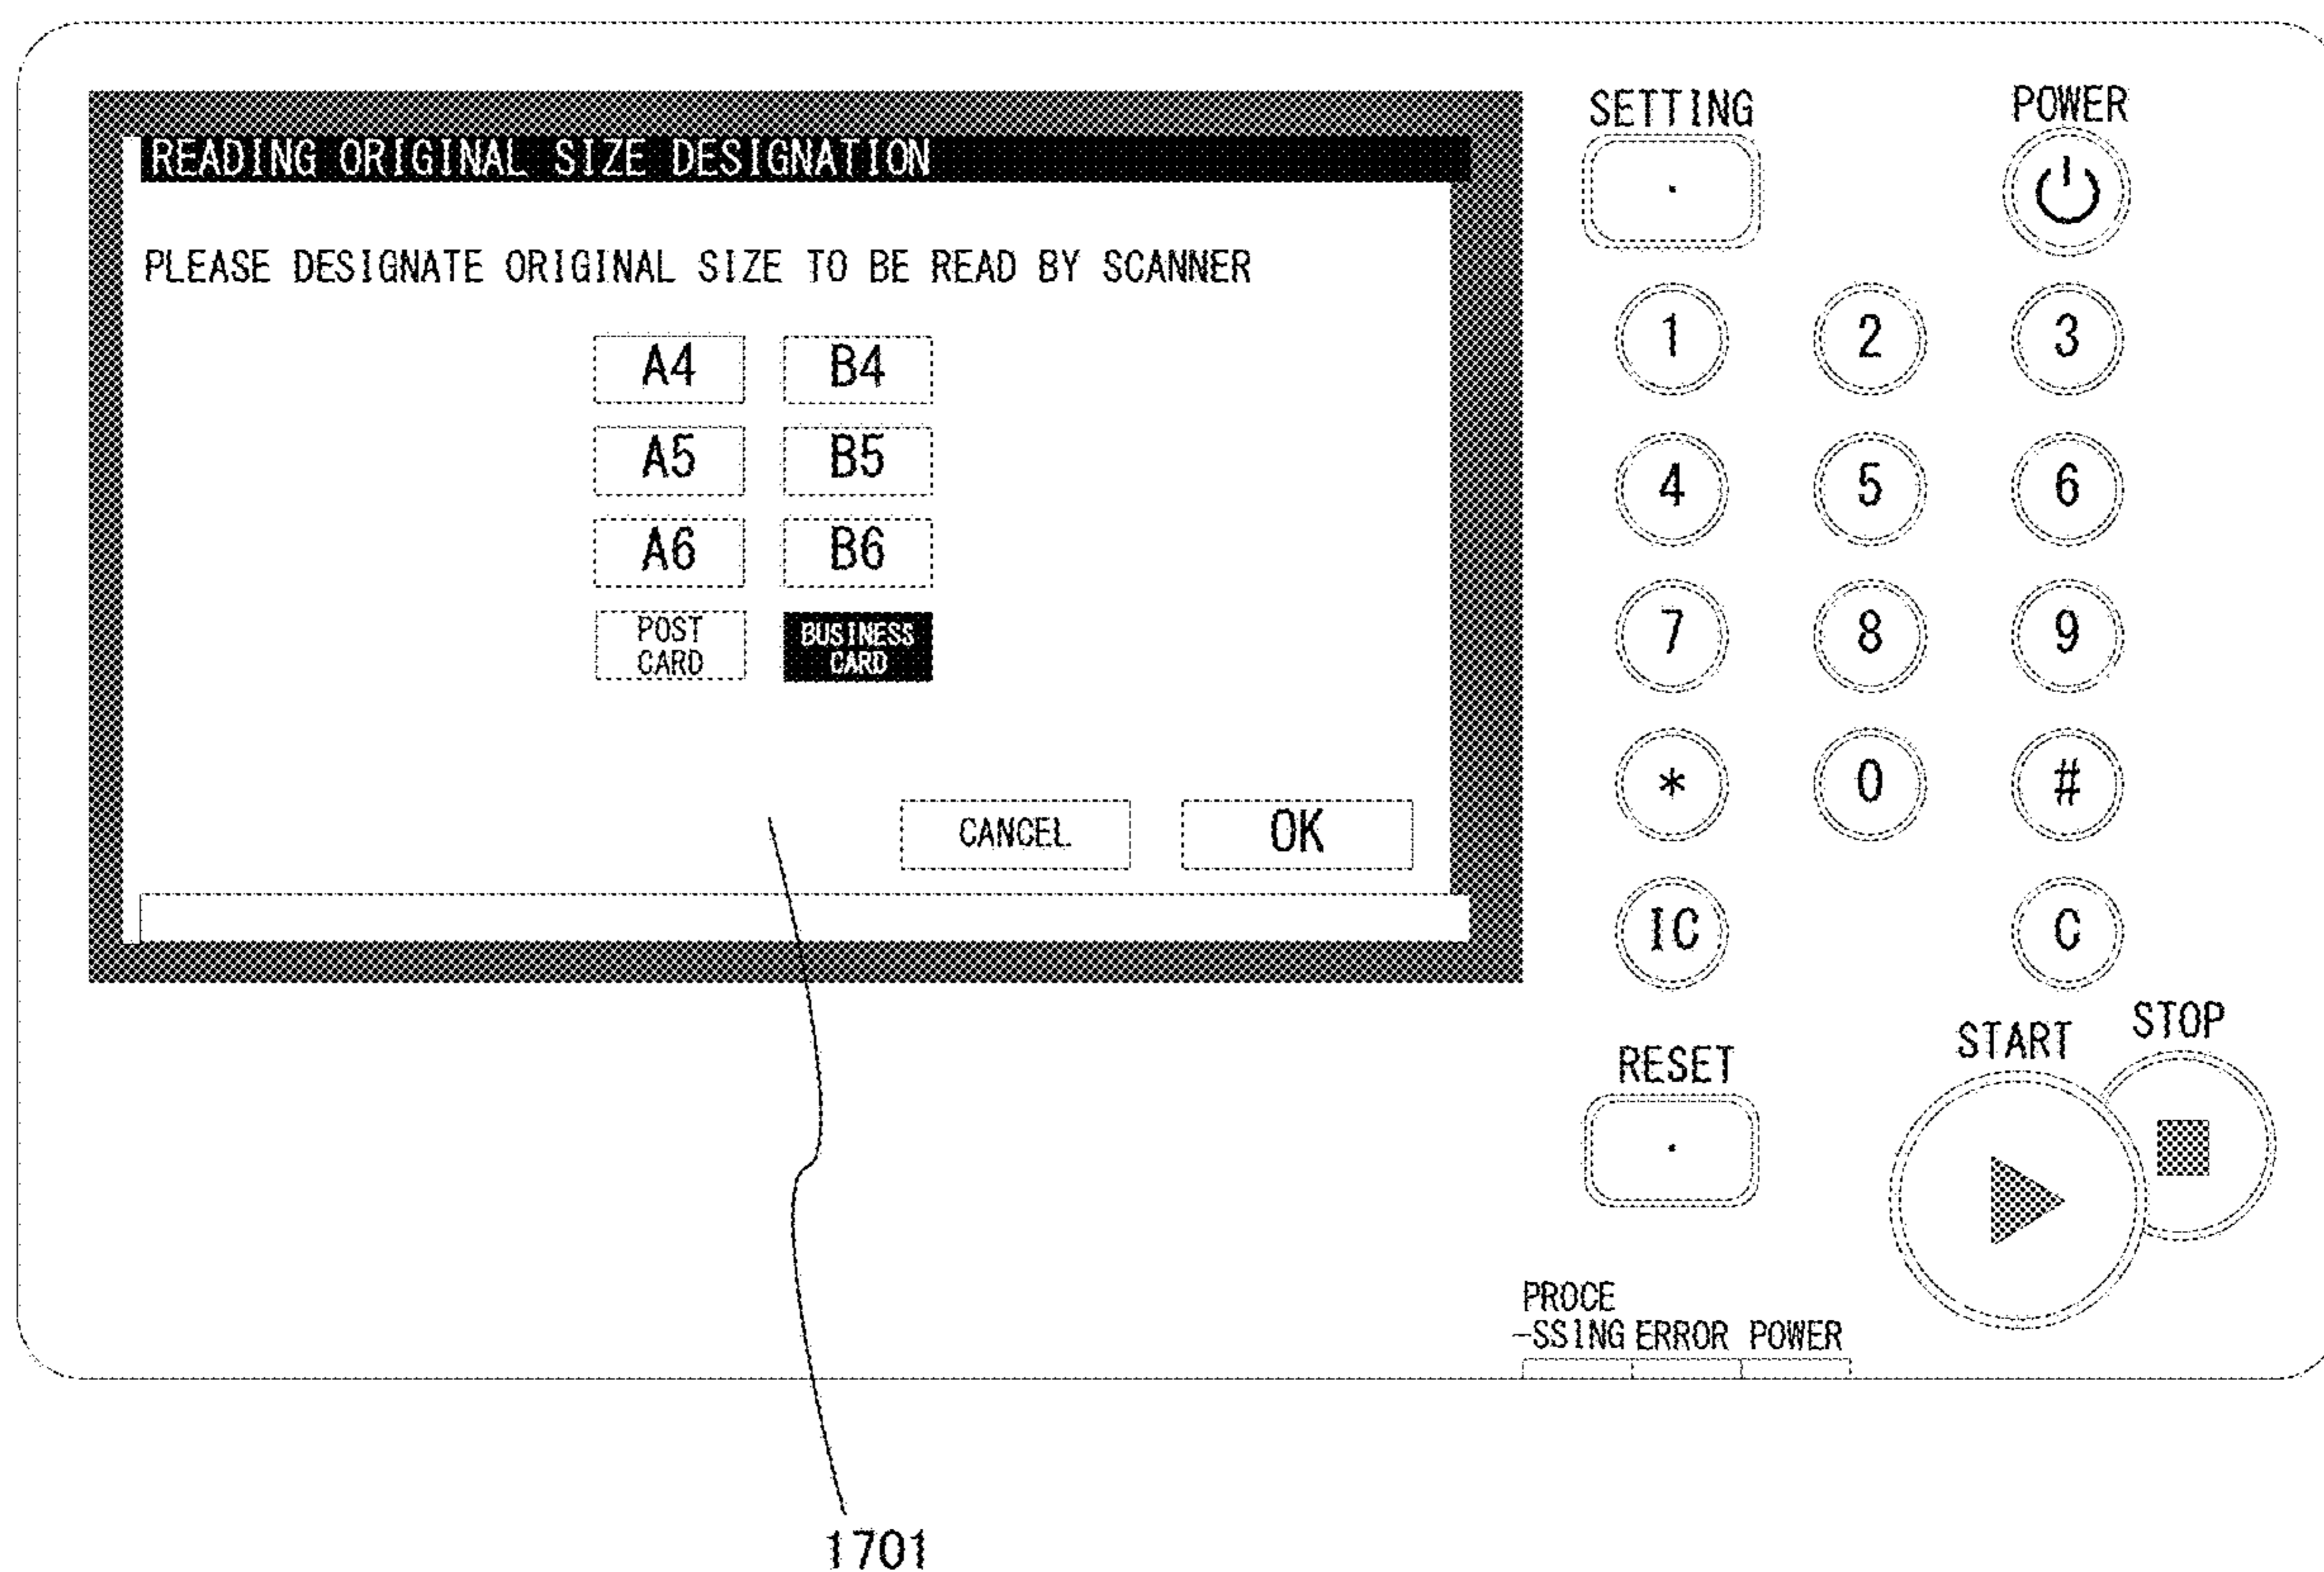 READING ORIGINAL SIZE DESIGNATION
PLEASE DESIGNATE ORIGINAL SIZE TO BE READ BY SCANNER
A4 B4
A5 B5
A6 B6
POST
CARD
BUSINESS
CARD
CANCEL OK
SETTING POWER
1 2 3
4 5 6
7 8 9
* 0 #
IC C
RESET START STOP
PROCE
-SSING ERROR POWER
1701